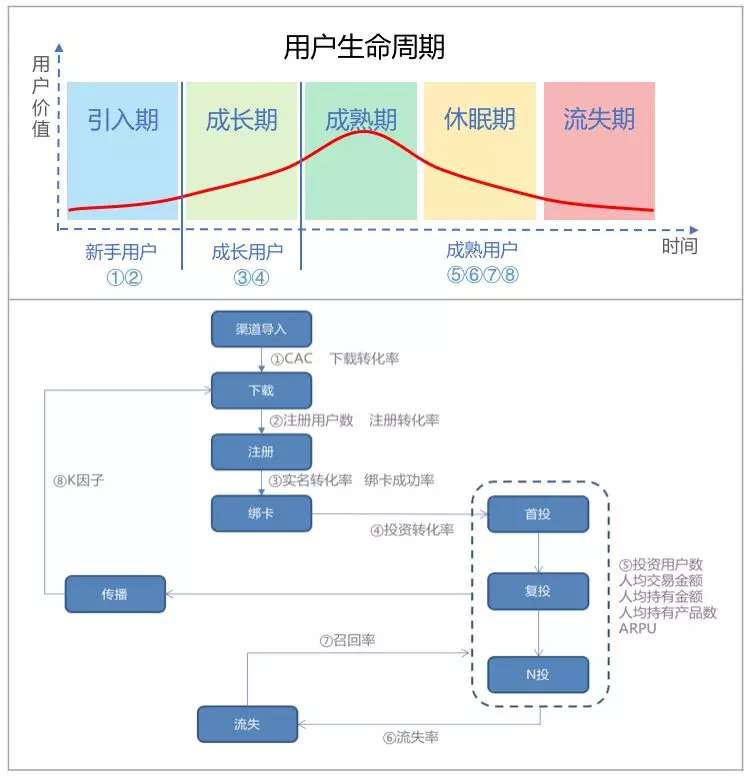 用户生命周期
用户价值
引入期
成长期
成熟期
休眠期
流失期
时间
新手用户
①②
成长用户
③④
成熟用户
⑤⑥⑦⑧
渠道导入
①CAC 下载转化率
下载
②注册用户数 注册转化率
注册
⑧K因子
③实名转化率 绑卡成功率
绑卡
④投资转化率
首投
⑤投资用户数
人均交易金额
人均持有金额
人均持有产品数
ARPU
复投
传播
⑦召回率
N投
流失
⑥流失率